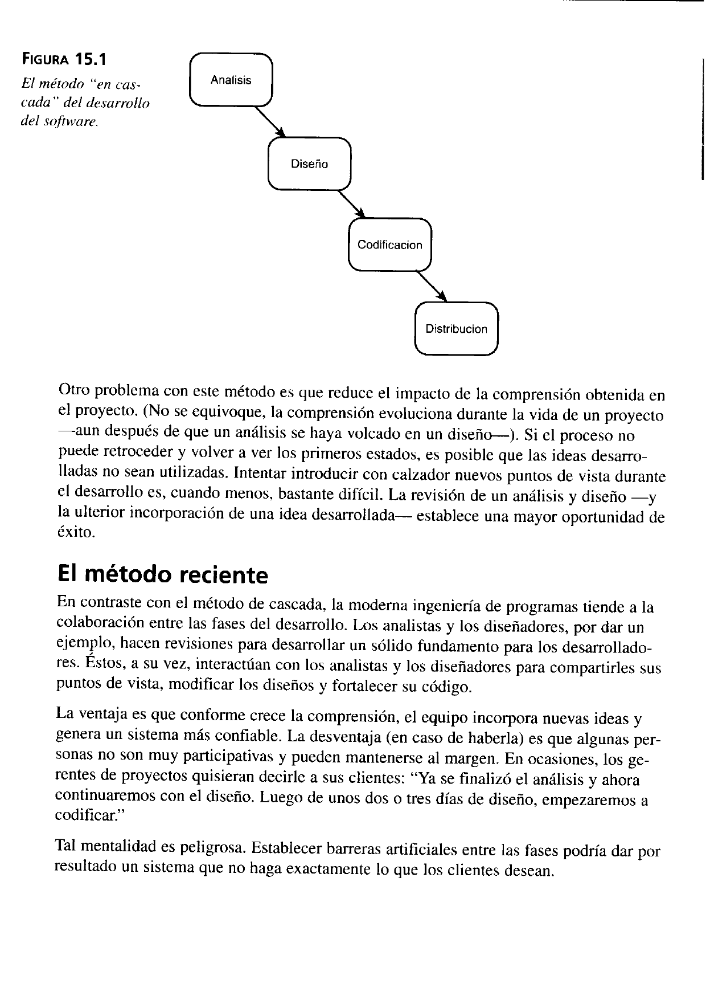 FIGURA 15.1
El método "en cas-
cada" del desarrollo
del software.
Analisis
Diseño
Codificacion
Distribucion
Otro problema con este método es que reduce el impacto de la comprensión obtenida en
el proyecto. (No se equivoque, la comprensión evoluciona durante la vida de un proyecto
—aun después de que un análisis se haya volcado en un diseño—). Si el proceso no
puede retroceder y volver a ver los primeros estados, es posible que las ideas desarro-
lladas no sean utilizadas. Intentar introducir con calzador nuevos puntos de vista durante
el desarrollo es, cuando menos, bastante difícil. La revisión de un análisis y diseño —y
la ulterior incorporación de una idea desarrollada— establece una mayor oportunidad de
éxito.
El método reciente
En contraste con el método de cascada, la moderna ingeniería de programas tiende a la
colaboración entre las fases del desarrollo. Los analistas y los diseñadores, por dar un
ejemplo, hacen revisiones para desarrollar un sólido fundamento para los desarrollado-
res. Éstos, a su vez, interactúan con los analistas y los diseñadores para compartirles sus
puntos de vista, modificar los diseños y fortalecer su código.
La ventaja es que conforme crece la comprensión, el equipo incorpora nuevas ideas y
genera un sistema más confiable. La desventaja (en caso de haberla) es que algunas per-
sonas no son muy participativas y pueden mantenerse al margen. En ocasiones, los ge-
rentes de proyectos quisieran decirle a sus clientes: “Ya se finalizó el análisis y ahora
continuaremos con el diseño. Luego de unos dos o tres días de diseño, empezaremos a
codificar.”
Tal mentalidad es peligrosa. Establecer barreras artificiales entre las fases podría dar por
resultado un sistema que no haga exactamente lo que los clientes desean.